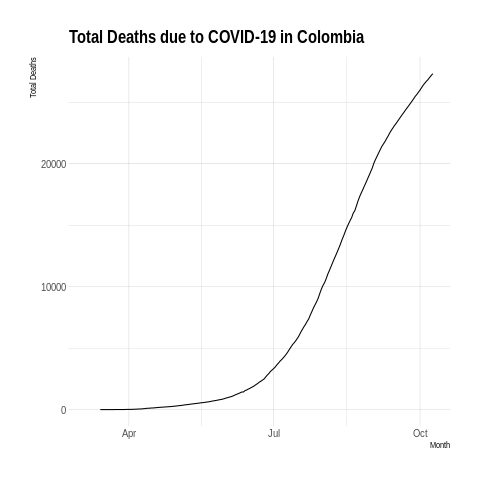 Total Deaths due to COVID-19 in Colombia
Total Deaths
20000
10000
0
Apr Jul Oct
Month